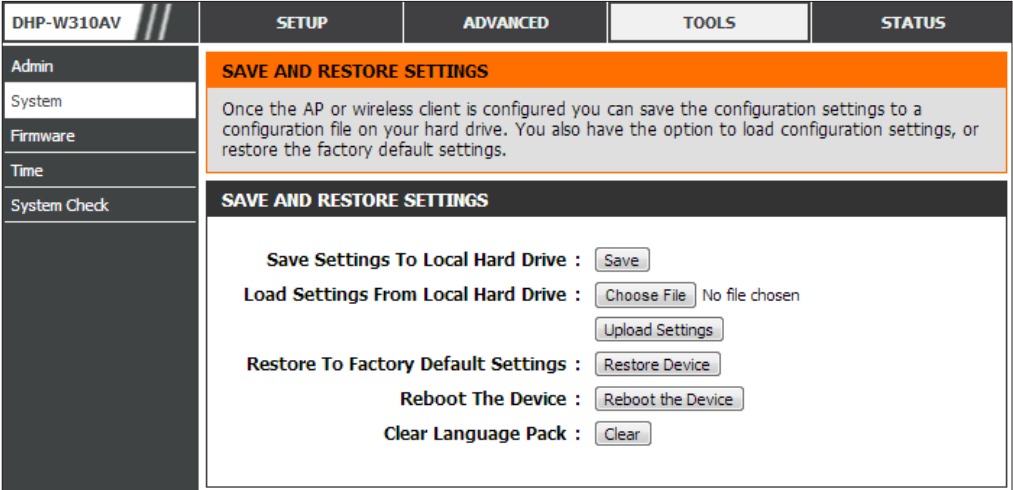 DHP-W310AV
SETUP
ADVANCED
TOOLS
STATUS
Admin
System
Firmware
Time
System Check
SAVE AND RESTORE SETTINGS
Once the AP or wireless client is configured you can save the configuration settings to a
configuration file on your hard drive. You also have the option to load configuration settings, or
restore the factory default settings.
SAVE AND RESTORE SETTINGS
Save Settings To Local Hard Drive : Save
Load Settings From Local Hard Drive : Choose File No file chosen
Upload Settings
Restore To Factory Default Settings : Restore Device
Reboot The Device : Reboot the Device
Clear Language Pack : Clear